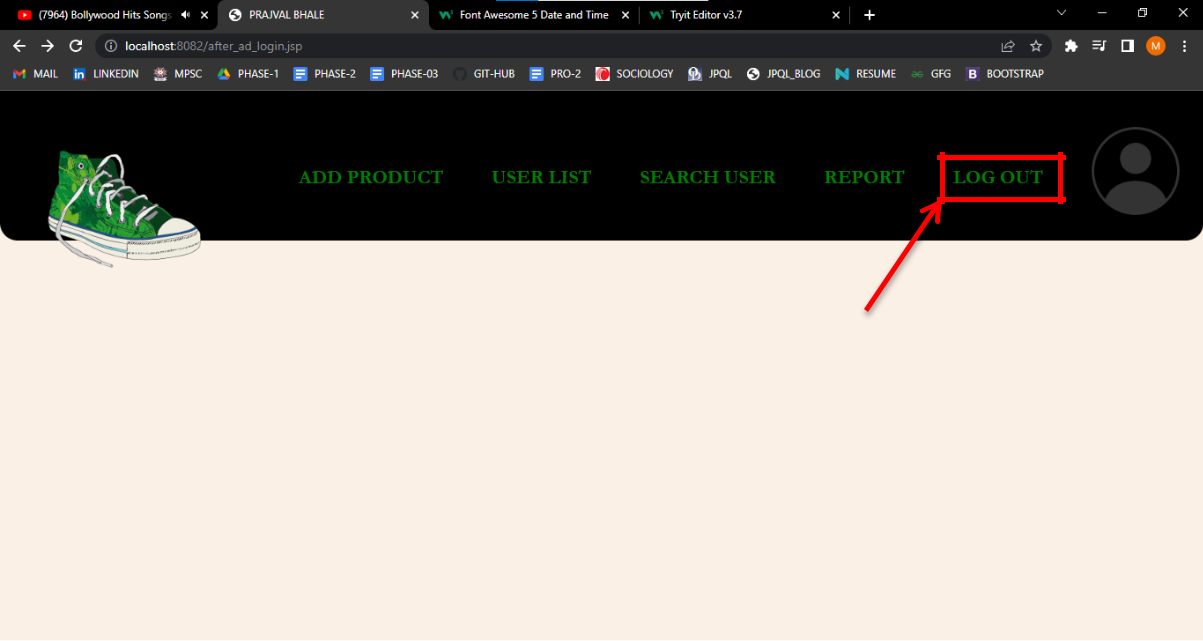 (7964) Bollywood Hits Songs
PRAJVAL BHALE
Font Awesome 5 Date and Time
Tryit Editor v3.7
localhost:8082/after_ad_login.jsp
M
MAIL
LINKEDIN
MPSC
PHASE-1
PHASE-2
PHASE-03
GIT-HUB
PRO-2
SOCIOLOGY
JPQL
JPQL_BLOG
RESUME
GFG
B BOOTSTRAP
ADD PRODUCT
USER LIST
SEARCH USER
REPORT
LOG OUT